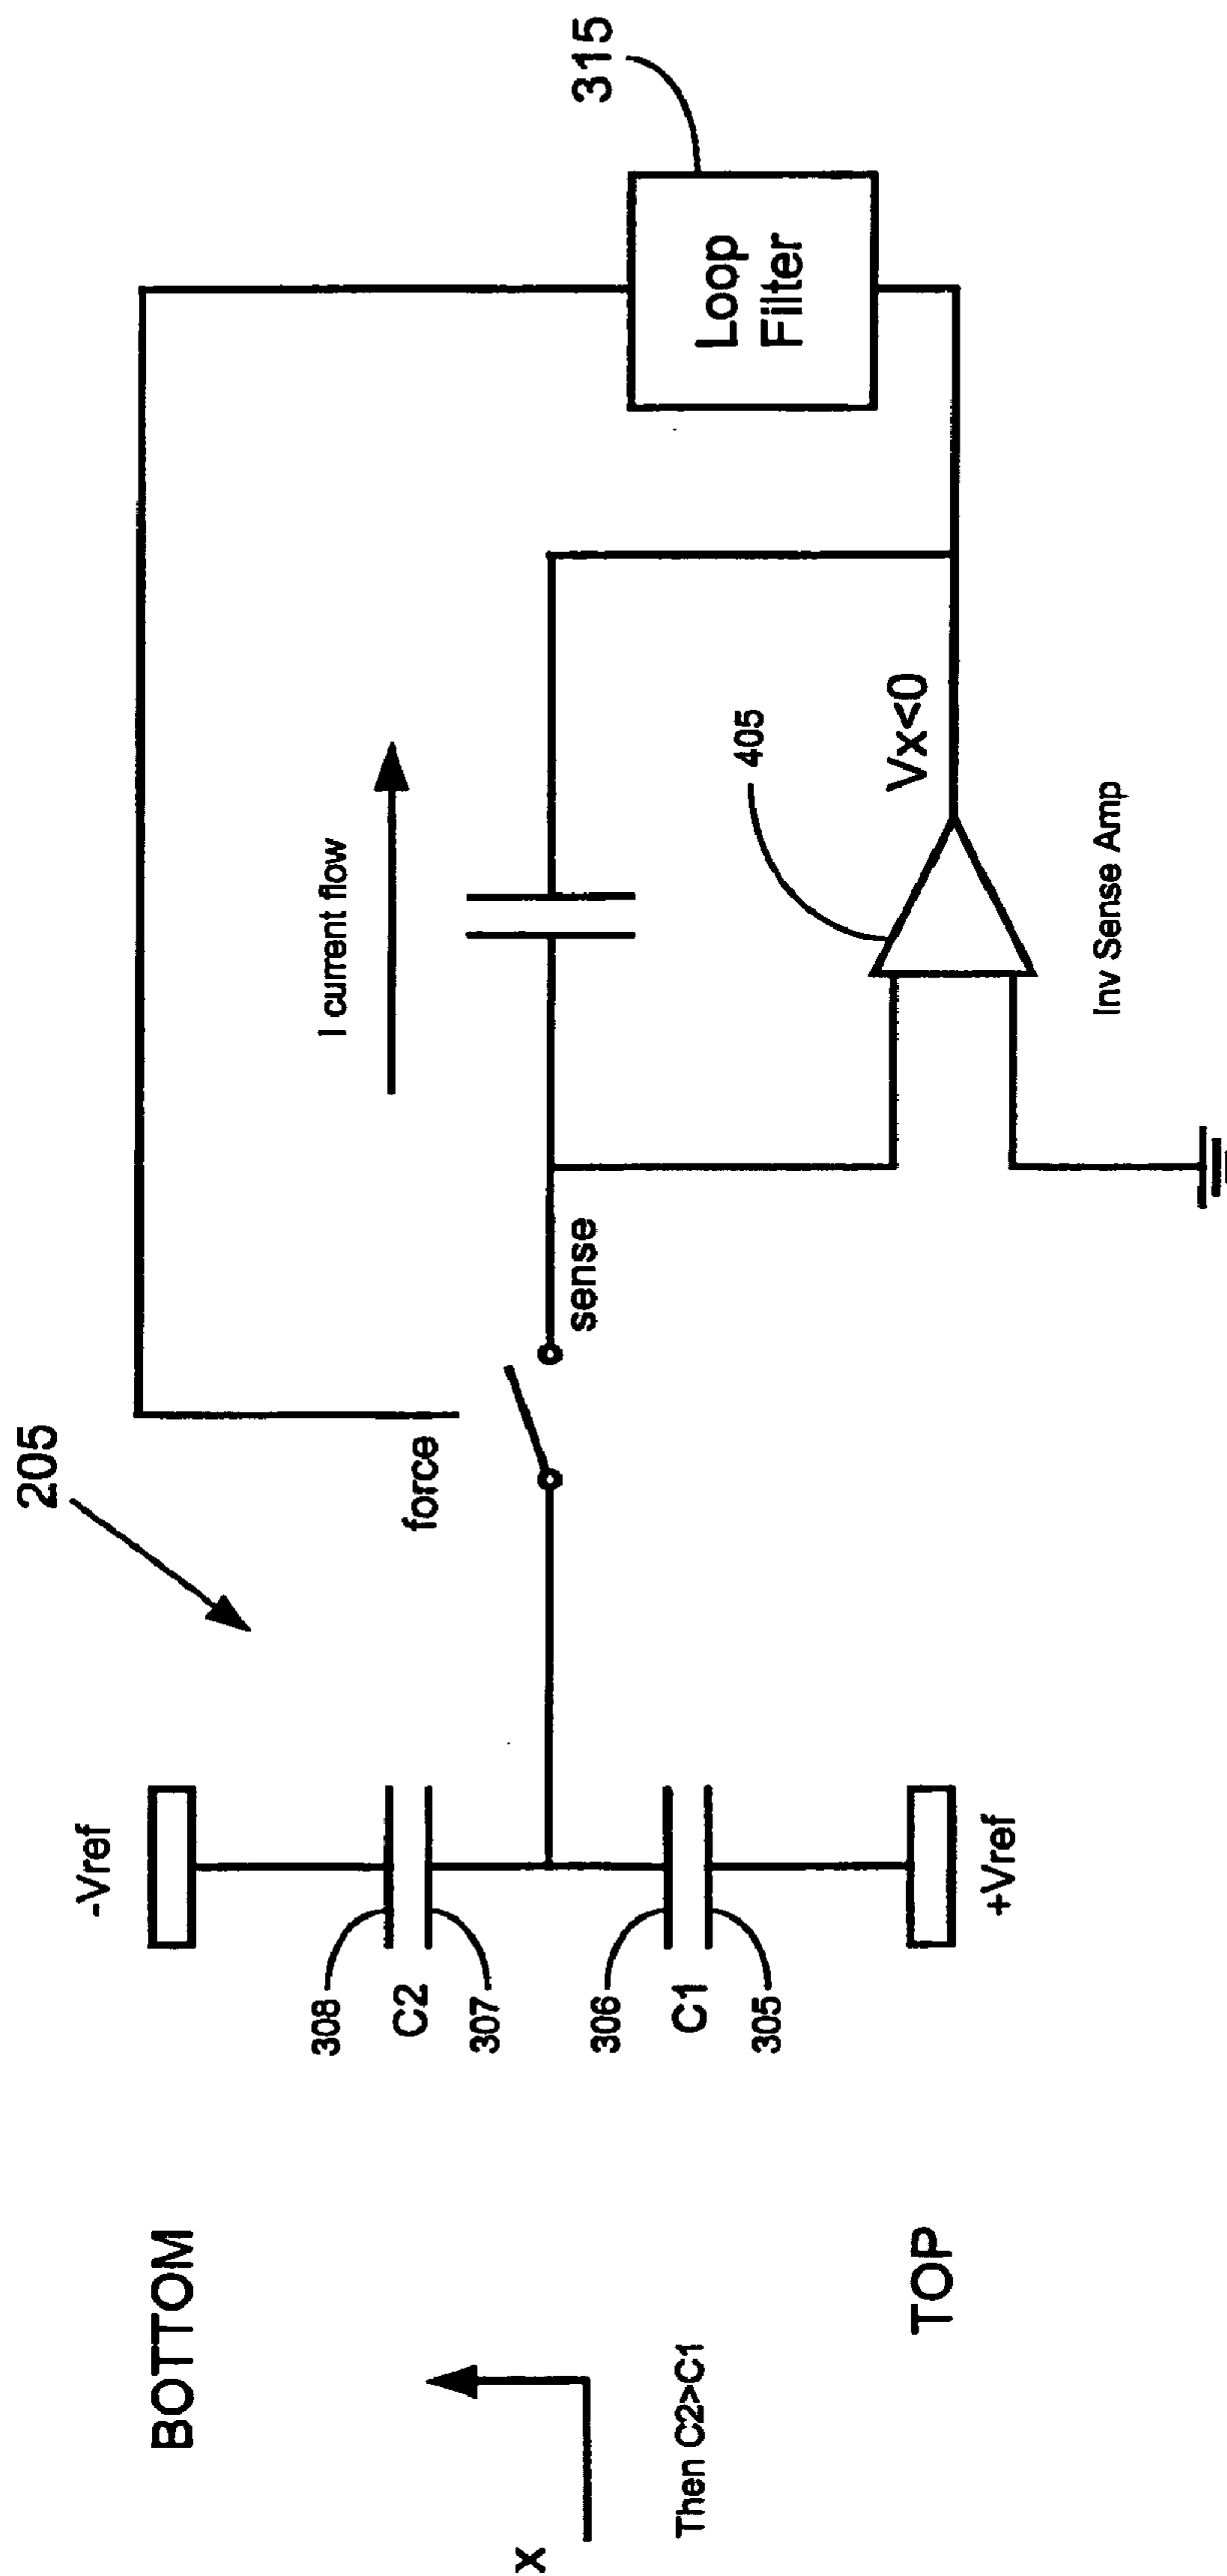 205
315
BOTTOM
-Vref
308
C2
307
306
C1
305
+Vref
TOP
X
Then C2>C1
force
sense
I current flow
405
Vx<0
Inv Sense Amp
Loop
Filter